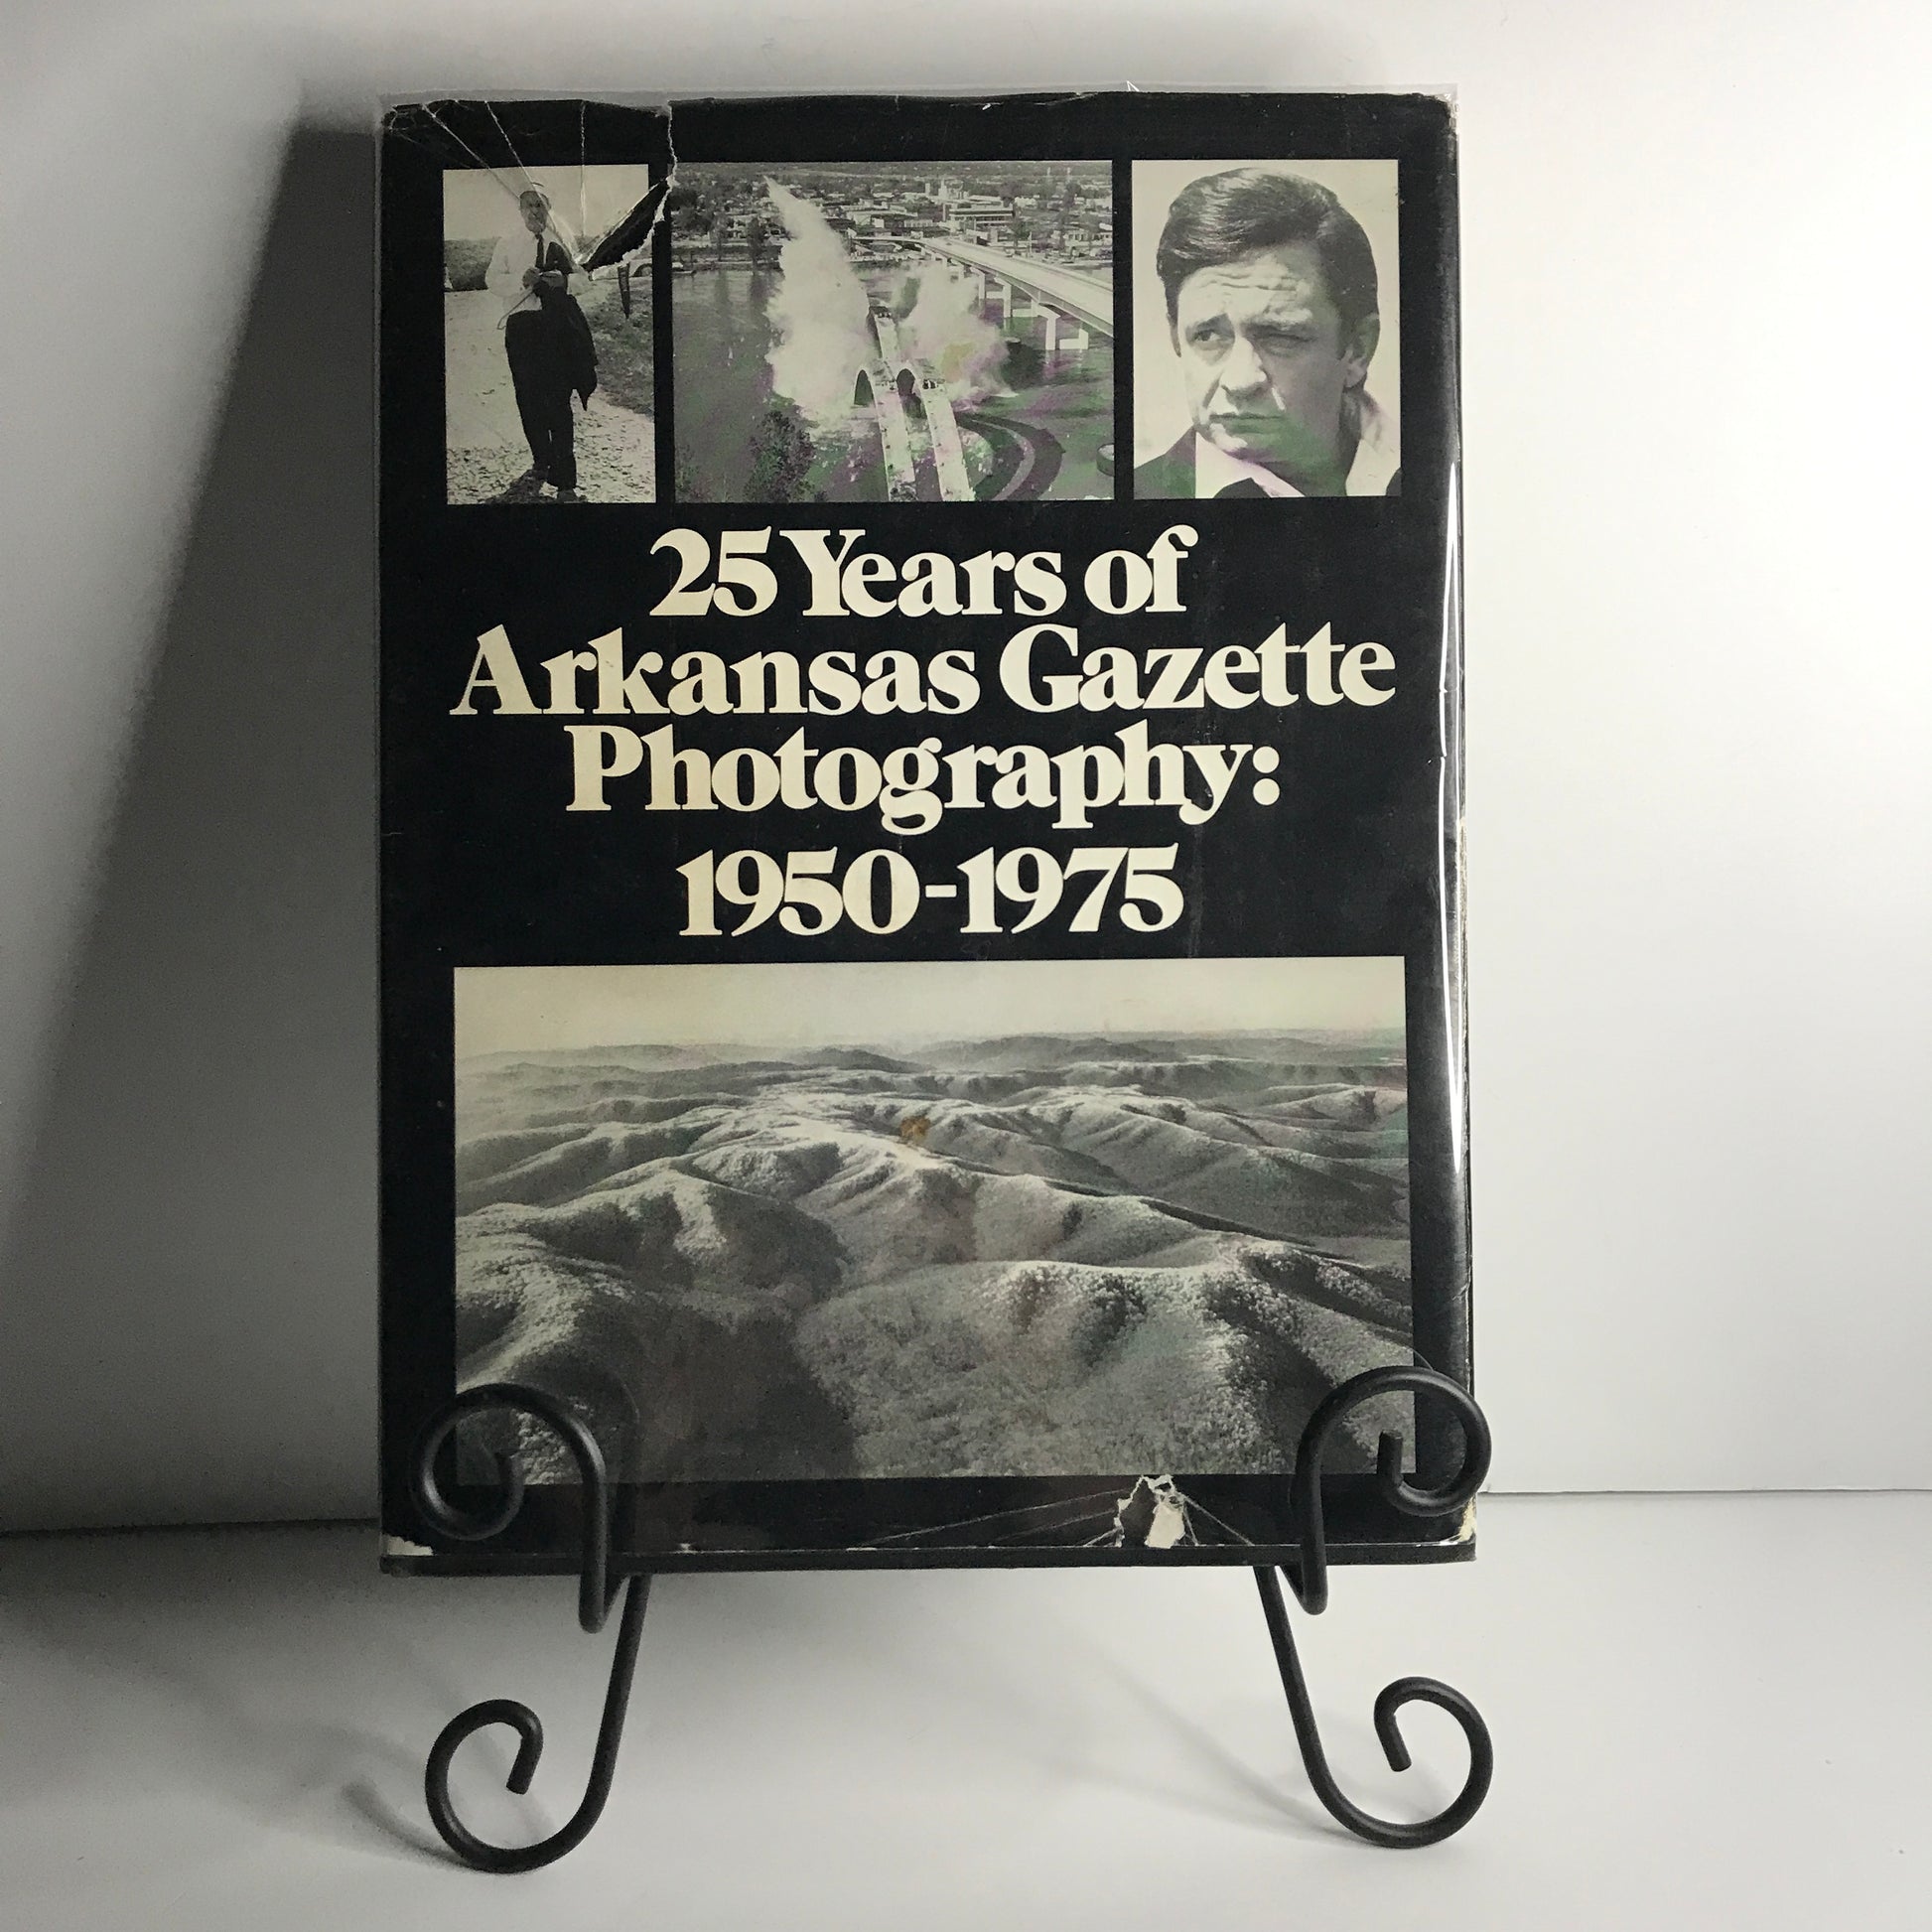 25 Years of
Arkansas Gazette
Photography:
1950-1975